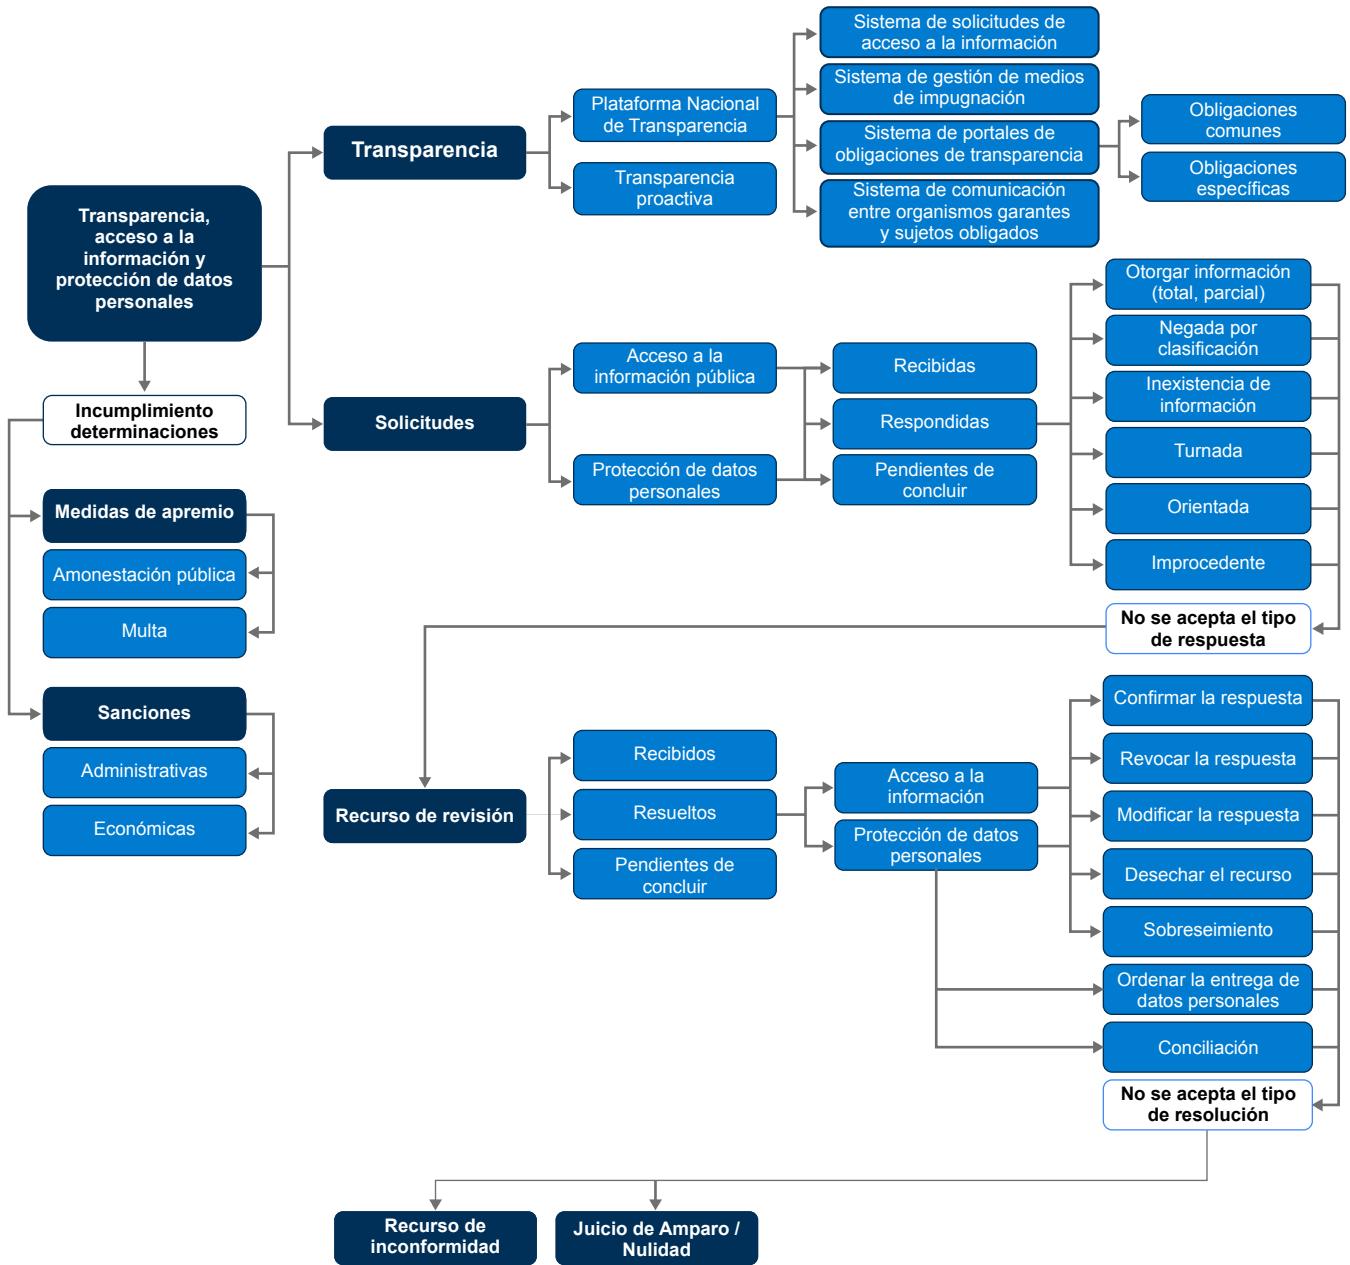 Transparencia,
acceso a la
información y
protección de datos
personales
Incumplimiento
determinaciones
Medidas de apremio
Amonestación pública
Multa
Sanciones
Administrativas
Económicas
Transparencia
Plataforma Nacional
de Transparencia
Transparencia
proactiva
Sistema de solicitudes de
acceso a la información
Sistema de gestión de medios
de impugnación
Sistema de portales de
obligaciones de transparencia
Sistema de comunicación
entre organismos garantes
y sujetos obligados
Obligaciones
comunes
Obligaciones
específicas
Solicitudes
Acceso a la
información pública
Protección de datos
personales
Recibidas
Respondidas
Pendientes de
concluir
Otorgar información
(total, parcial)
Negada por
clasificación
Inexistencia de
información
Turnada
Orientada
Improcedente
No se acepta el tipo
de respuesta
Recurso de revisión
Recibidos
Resueltos
Pendientes de
concluir
Acceso a la
información
Protección de datos
personales
Confirmar la respuesta
Revocar la respuesta
Modificar la respuesta
Desechar el recurso
Sobreseimiento
Ordenar la entrega de
datos personales
Conciliación
No se acepta el tipo
de resolución
Recurso de
inconformidad
Juicio de Amparo /
Nulidad